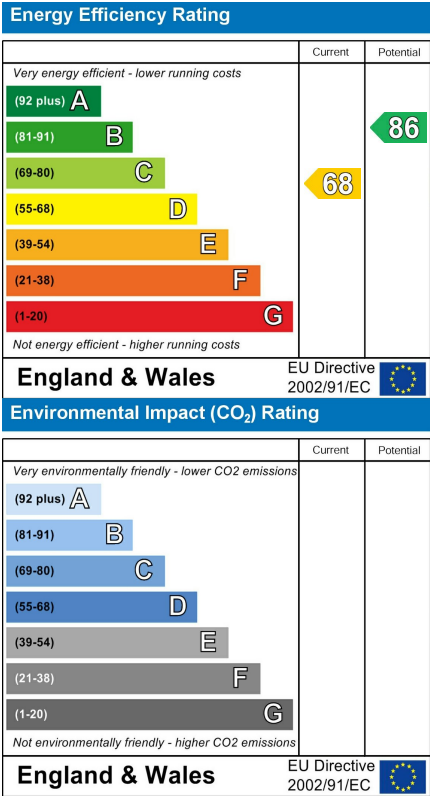 Energy Efficiency Rating
Current Potential
Very energy efficient - lower running costs
(92 plus) A
(81-91) B
(69-80) C
(55-68) D
(39-54) E
(21-38) F
(1-20) G
68
86
Not energy efficient - higher running costs
England & Wales
EU Directive
2002/91/EC
Environmental Impact (CO₂) Rating
Current Potential
Very environmentally friendly - lower CO2 emissions
(92 plus) A
(81-91) B
(69-80) C
(55-68) D
(39-54) E
(21-38) F
(1-20) G
Not environmentally friendly - higher CO2 emissions
England & Wales
EU Directive
2002/91/EC